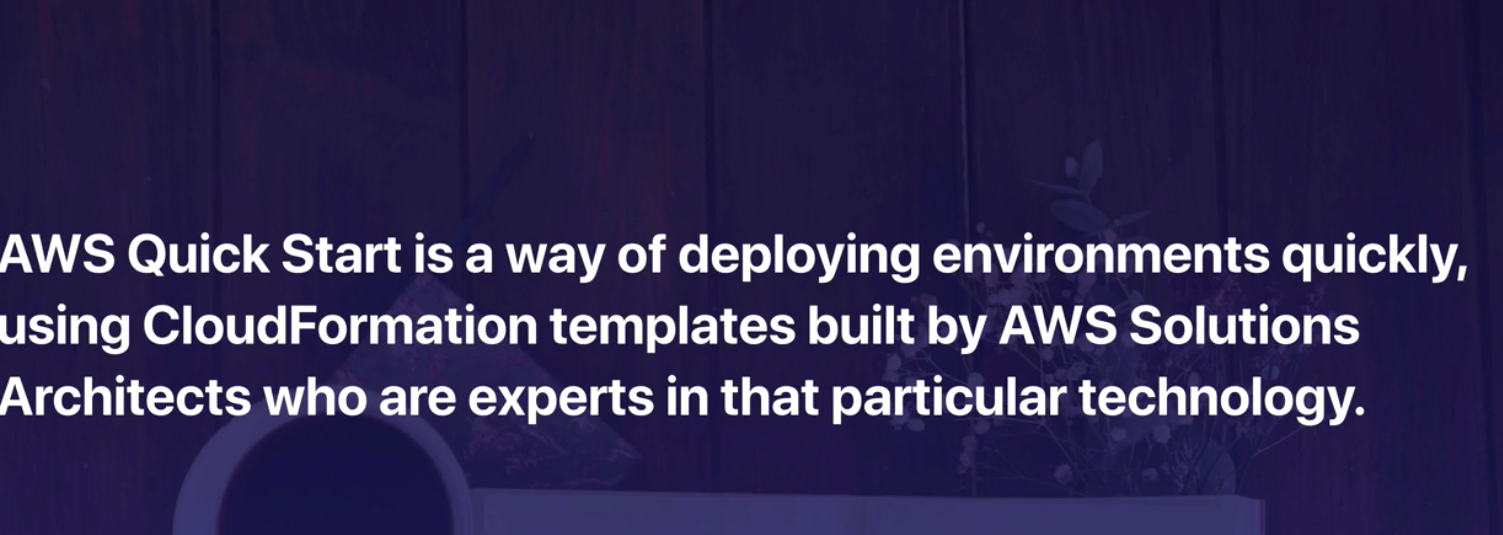 AWS Quick Start is a way of deploying environments quickly,
using CloudFormation templates built by AWS Solutions
Architects who are experts in that particular technology.